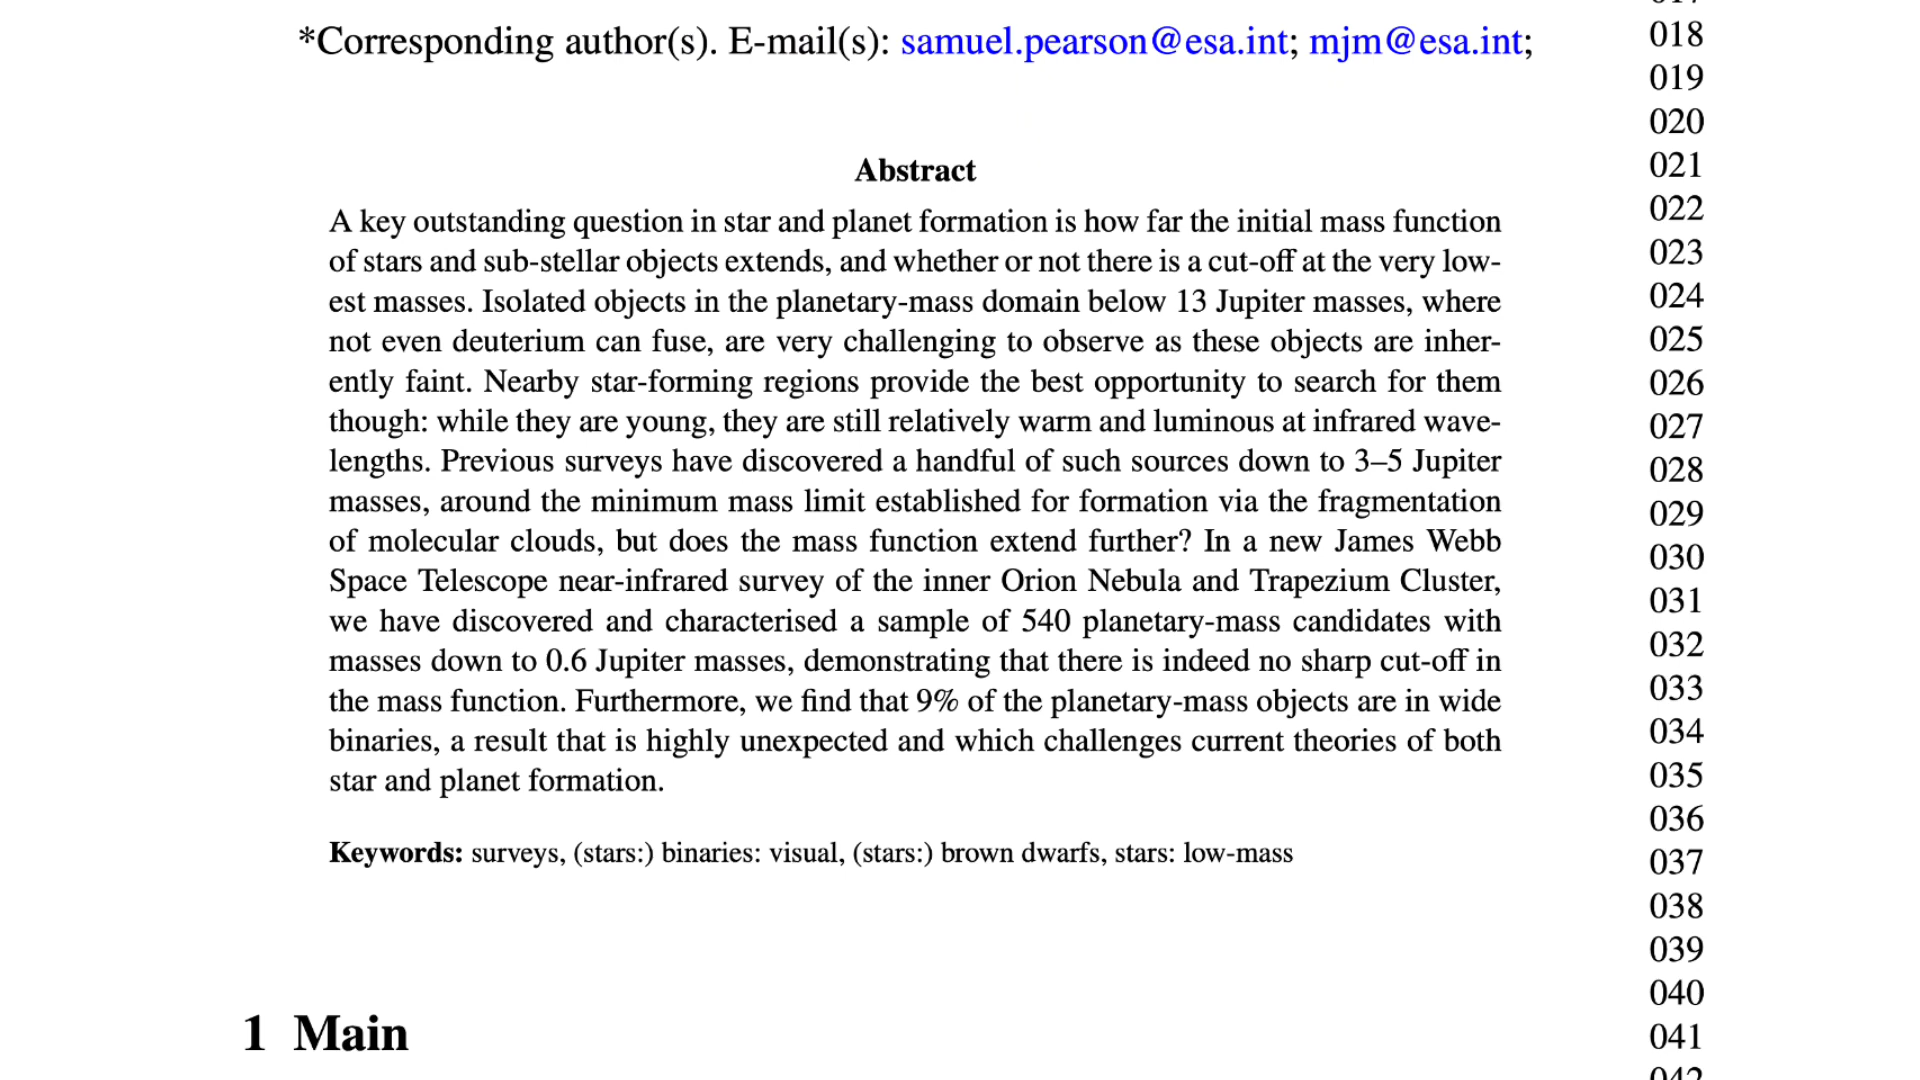 *Corresponding author(s). E-mail(s): samuel.pearson@esa.int; mjm@esa.int;
Abstract
A key outstanding question in star and planet formation is how far the initial mass function
of stars and sub-stellar objects extends, and whether or not there is a cut-off at the very low-
est masses. Isolated objects in the planetary-mass domain below 13 Jupiter masses, where
not even deuterium can fuse, are very challenging to observe as these objects are inher-
ently faint. Nearby star-forming regions provide the best opportunity to search for them
though: while they are young, they are still relatively warm and luminous at infrared wave-
lengths. Previous surveys have discovered a handful of such sources down to 3–5 Jupiter
masses, around the minimum mass limit established for formation via the fragmentation
of molecular clouds, but does the mass function extend further? In a new James Webb
Space Telescope near-infrared survey of the inner Orion Nebula and Trapezium Cluster,
we have discovered and characterised a sample of 540 planetary-mass candidates with
masses down to 0.6 Jupiter masses, demonstrating that there is indeed no sharp cut-off in
the mass function. Furthermore, we find that 9% of the planetary-mass objects are in wide
binaries, a result that is highly unexpected and which challenges current theories of both
star and planet formation.
Keywords: surveys, (stars:) binaries: visual, (stars:) brown dwarfs, stars: low-mass
1 Main
018
019
020
021
022
023
024
025
026
027
028
029
030
031
032
033
034
035
036
037
038
039
040
041